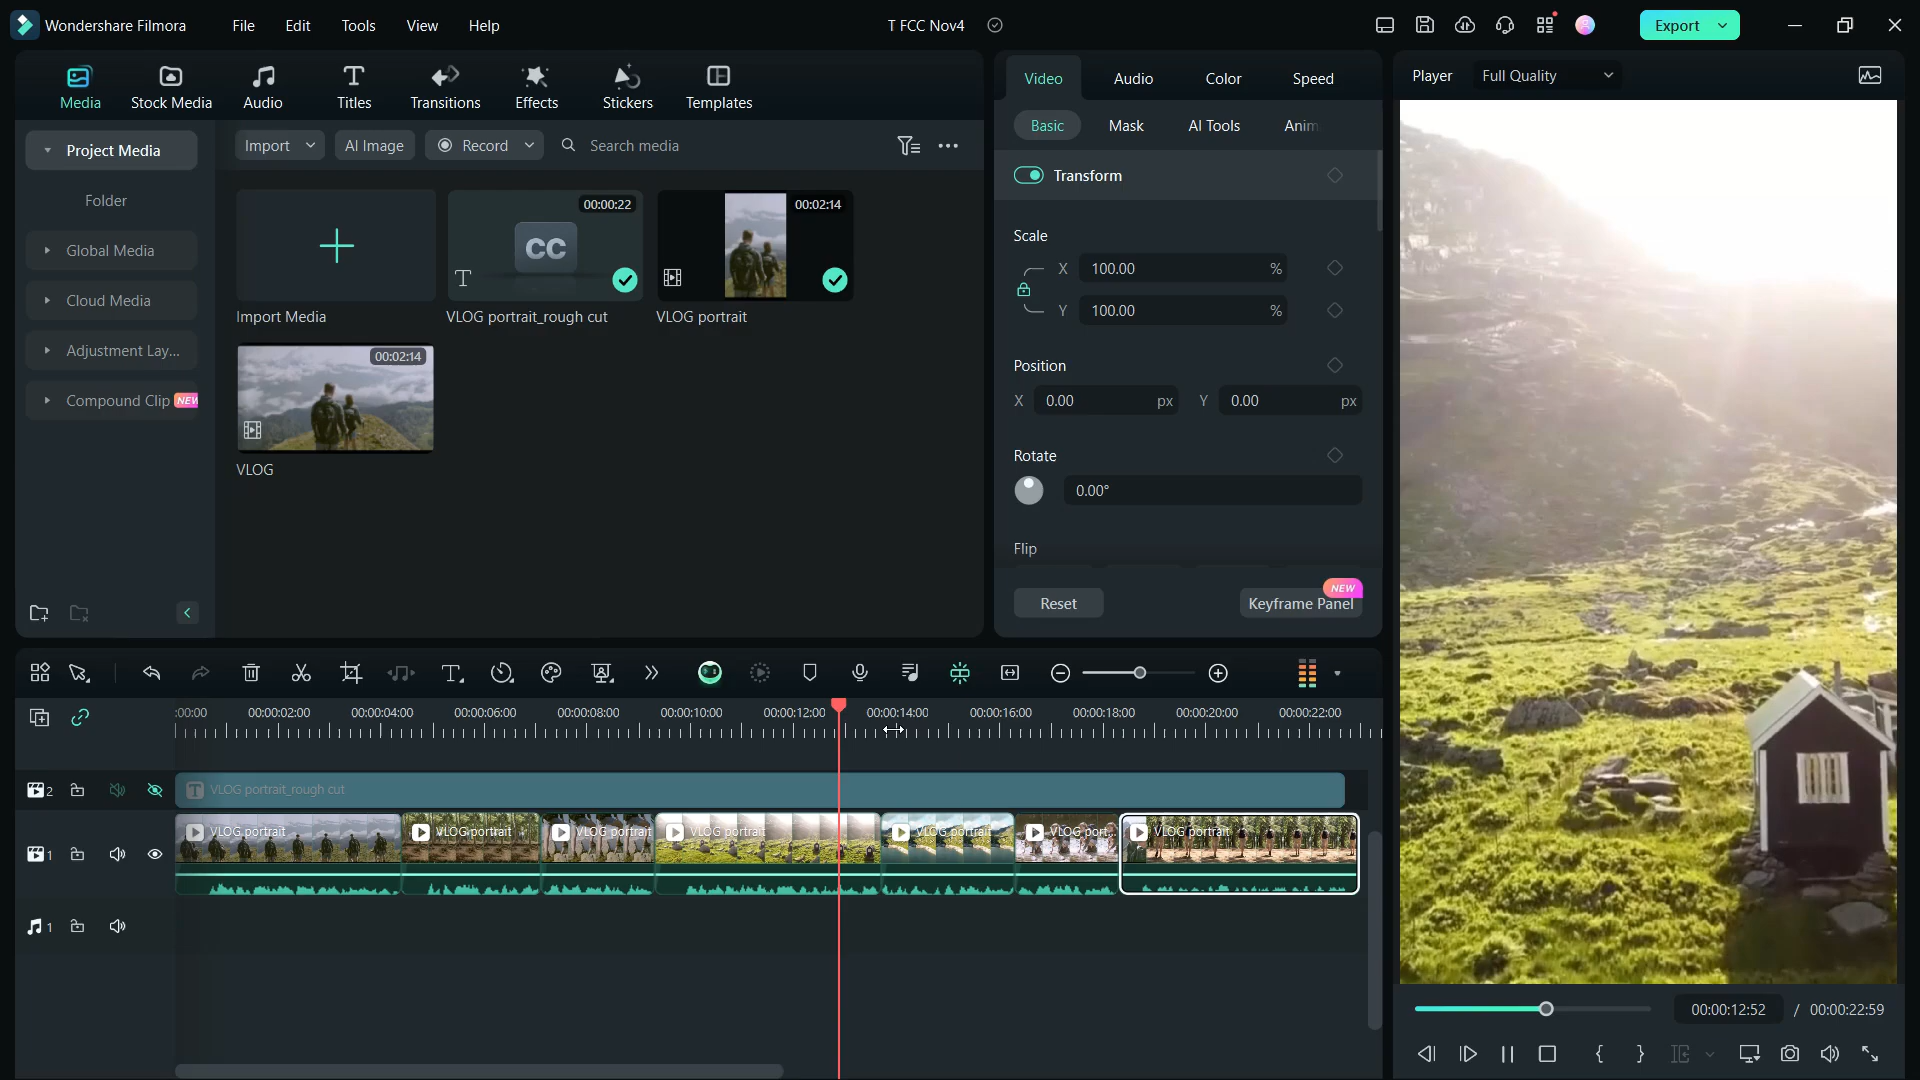 Wondershare Filmora
File
Edit
Tools
View
Help
T FCC Nov4
Export
Media
Stock Media
Audio
Titles
Transitions
Effects
Stickers
Templates
Video
Audio
Color
Speed
Player
Full Quality
Project Media
Folder
Global Media
Cloud Media
Adjustment Lay...
Compound Clip NEW
Import
AI Image
Record
Search media
00:00:22
CC
00:02:14
Import Media
VLOG portrait_rough cut
VLOG portrait
00:02:14
VLOG
Basic
Mask
AI Tools
Anim
Transform
Scale
X 100.00 %
Y 100.00 %
Position
X 0.00 px Y 0.00 px
Rotate
0.00°
Flip
Reset
NEW
Keyframe Panel
:00:00 00:00:02:00 00:00:04:00 00:00:06:00 00:00:08:00 00:00:10:00 00:00:12:00 00:00:14:00 00:00:16:00 00:00:18:00 00:00:20:00 00:00:22:00
2
T VLOG portrait_rough cut
1
VLOG portrait
VLOG portrait
VLOG portrait
VLOG portrait
VLOG portrait
VLOG port...
VLOG portrait
1
00:00:12:52 / 00:00:22:59